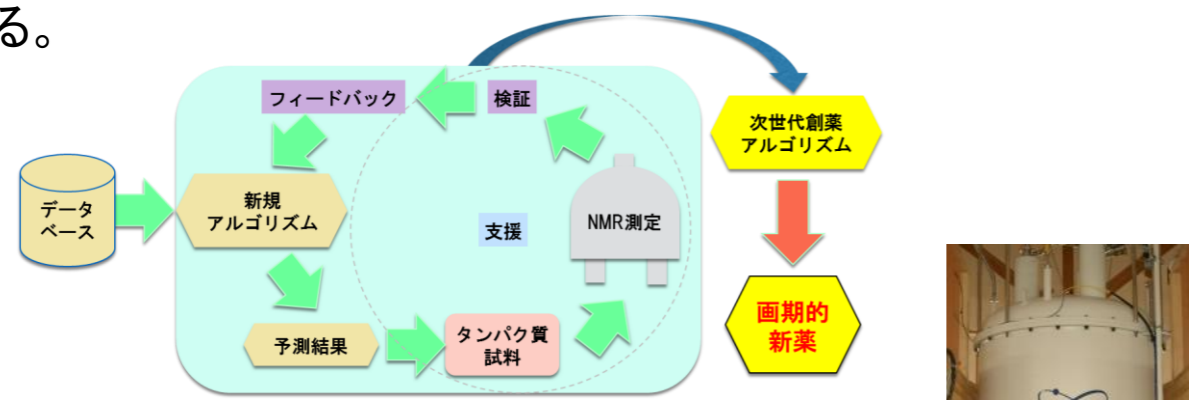 る。
フィードバック
検証
次世代創薬
アルゴリズム
データ
ベース
新規
アルゴリズム
支援
NMR測定
予測結果
タンパク質
試料
画期的
新薬